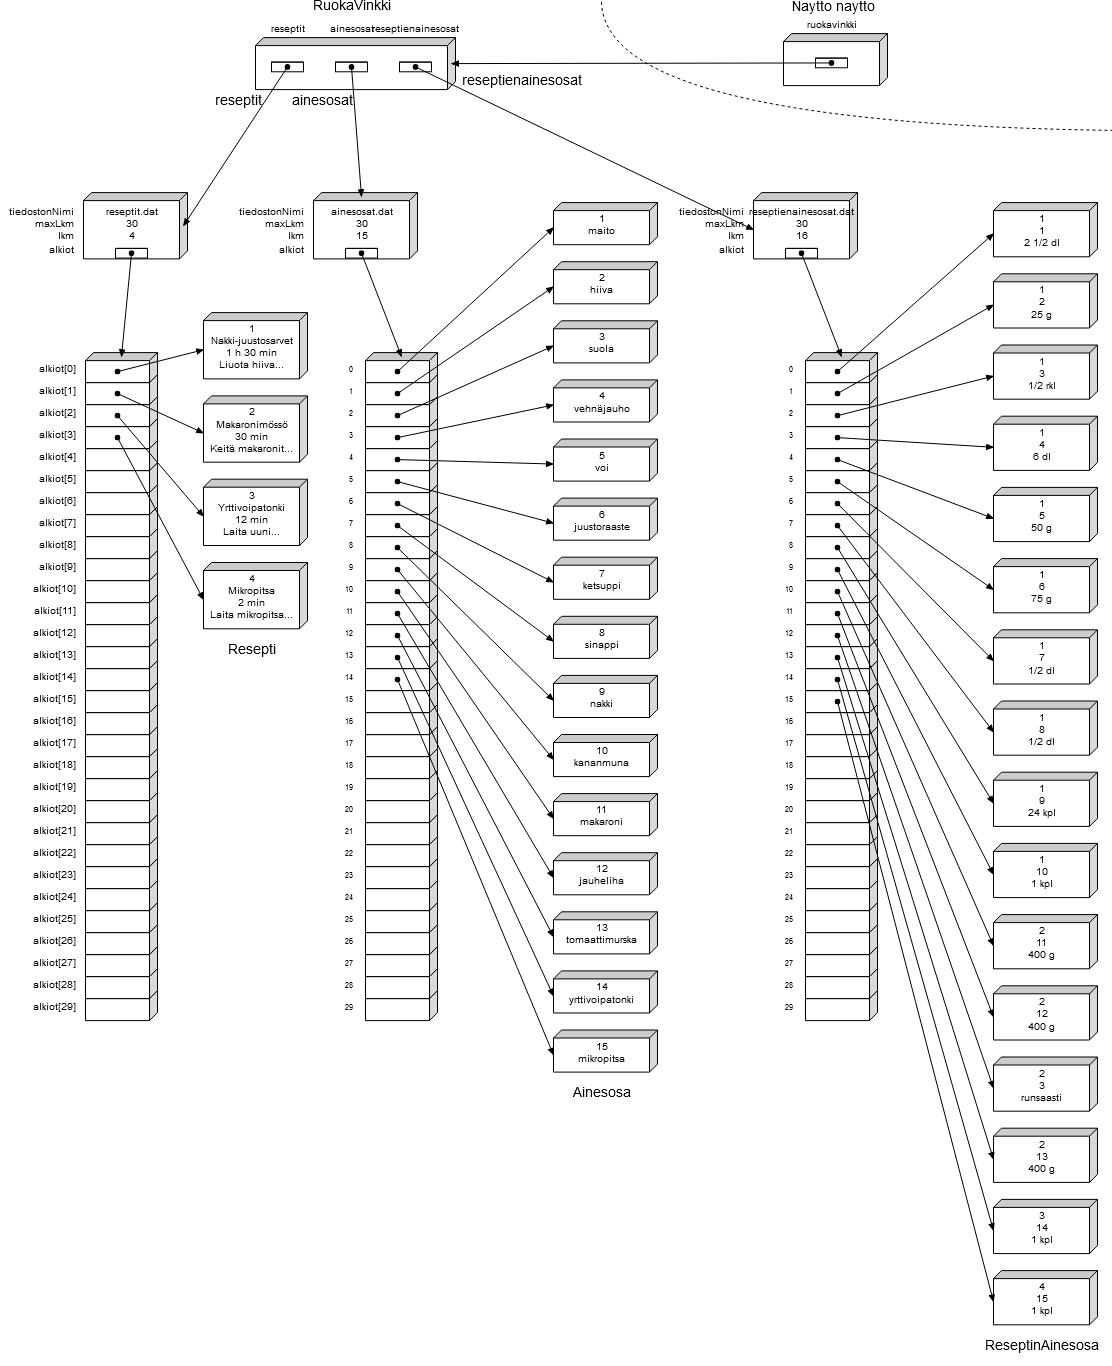 RuokaVinkki
Naytto naytto
reseptit
ainesosat
reseptienainesosat
ruokavinkki
reseptienainesosat
reseptit
ainesosat
tiedostonNimi
reseptit.dat
maxLkm
30
lkm
4
alkiot
tiedostonNimi
ainesosat.dat
maxLkm
30
lkm
15
alkiot
tiedostonNimi
reseptienainesosat.dat
maxLkm
30
lkm
16
alkiot
alkiot[0]
alkiot[1]
alkiot[2]
alkiot[3]
alkiot[4]
alkiot[5]
alkiot[6]
alkiot[7]
alkiot[8]
alkiot[9]
alkiot[10]
alkiot[11]
alkiot[12]
alkiot[13]
alkiot[14]
alkiot[15]
alkiot[16]
alkiot[17]
alkiot[18]
alkiot[19]
alkiot[20]
alkiot[21]
alkiot[22]
alkiot[23]
alkiot[24]
alkiot[25]
alkiot[26]
alkiot[27]
alkiot[28]
alkiot[29]
1
Nakki-juustosarvet
1 h 30 min
Liuota hiiva...
2
Makaronimössö
30 min
Keitä makaronit...
3
Yrttivoipatonki
12 min
Laita uuni...
4
Mikropitsa
2 min
Laita mikropitsa...
Resepti
0
1
2
3
4
5
6
7
8
9
10
11
12
13
14
15
16
17
18
19
20
21
22
23
24
25
26
27
28
29
1
maito
2
hiiva
3
suola
4
vehnäjauho
5
voi
6
juustoraaste
7
ketsuppi
8
sinappi
9
nakki
10
kananmuna
11
makaroni
12
jauheliha
13
tomaattimurska
14
yrttivoipatonki
15
mikropitsa
Ainesosa
0
1
2
3
4
5
6
7
8
9
10
11
12
13
14
15
16
17
18
19
20
21
22
23
24
25
26
27
28
29
1
1
2 1/2 dl
1
2
25 g
1
3
1/2 rkl
1
4
6 dl
1
5
50 g
1
6
75 g
1
7
1/2 dl
1
8
1/2 dl
1
9
24 kpl
1
10
1 kpl
2
11
400 g
2
12
400 g
2
3
runsaasti
2
13
400 g
3
14
1 kpl
4
15
1 kpl
ReseptinAinesosa